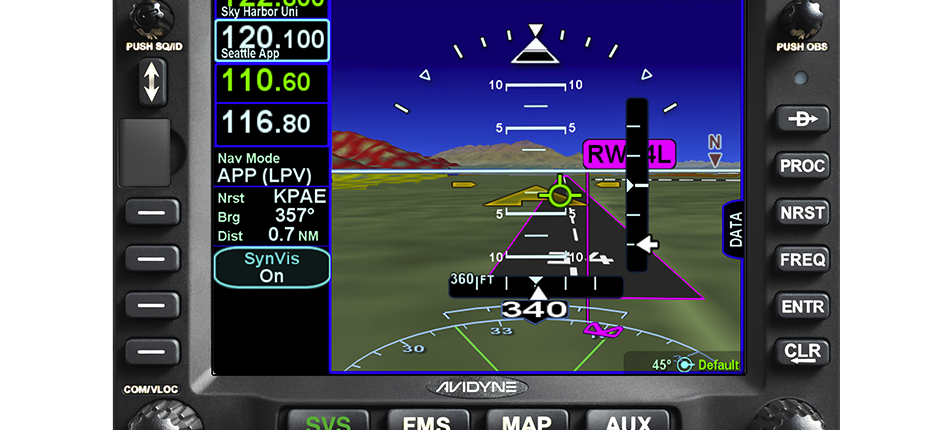 Sky Harbor Uni
120.100
Seattle App
110.60
116.80
Nav Mode
APP (LPV)
Nrst KPAE
Brg 357°
Dist 0.7 NM
SynVis
On
PUSH SQ/ID
COM/VLOC
10 10
5 5
N
5 5
10 10
360 FT
340
33
30
45° Default
DATA
AVIDYNE
PUSH OBS
D
PROC
NRST
FREQ
ENTR
CLR
SVS FMS MAP AUX